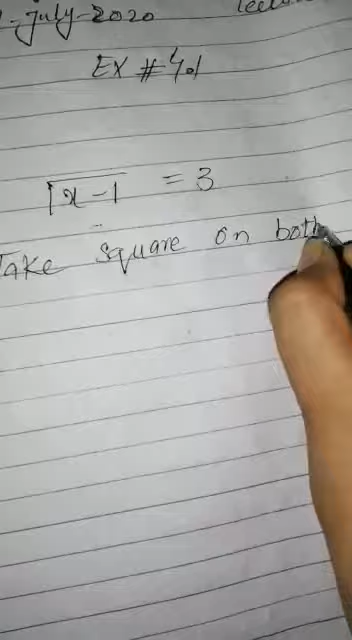 july-2020
EX # 4.1
√x-1 = 3
Take square on both